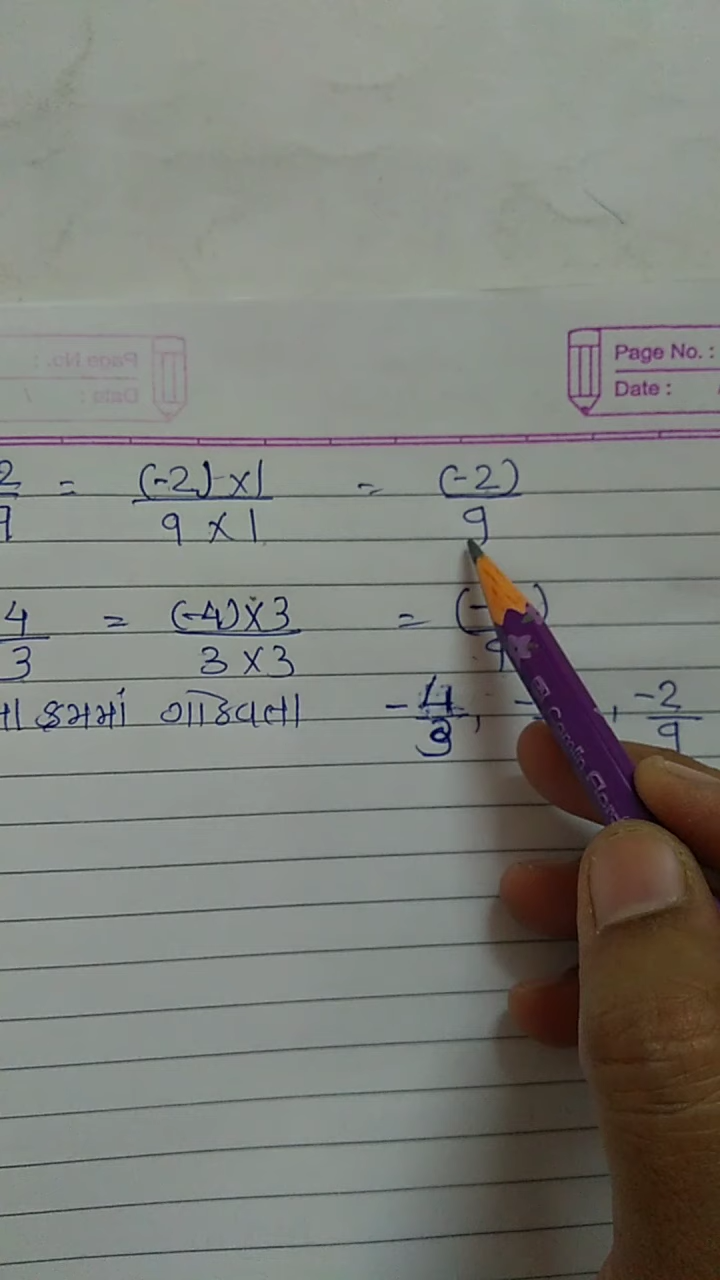 Page No. :
Date :
2/9 = (-2) x 1 / 9 x 1 = (-2) / 9
4/3 = (-4) x 3 / 3 x 3 = (- ) / 9
ક્રમમાં ગોઠવતા -4/3, - , -2/9